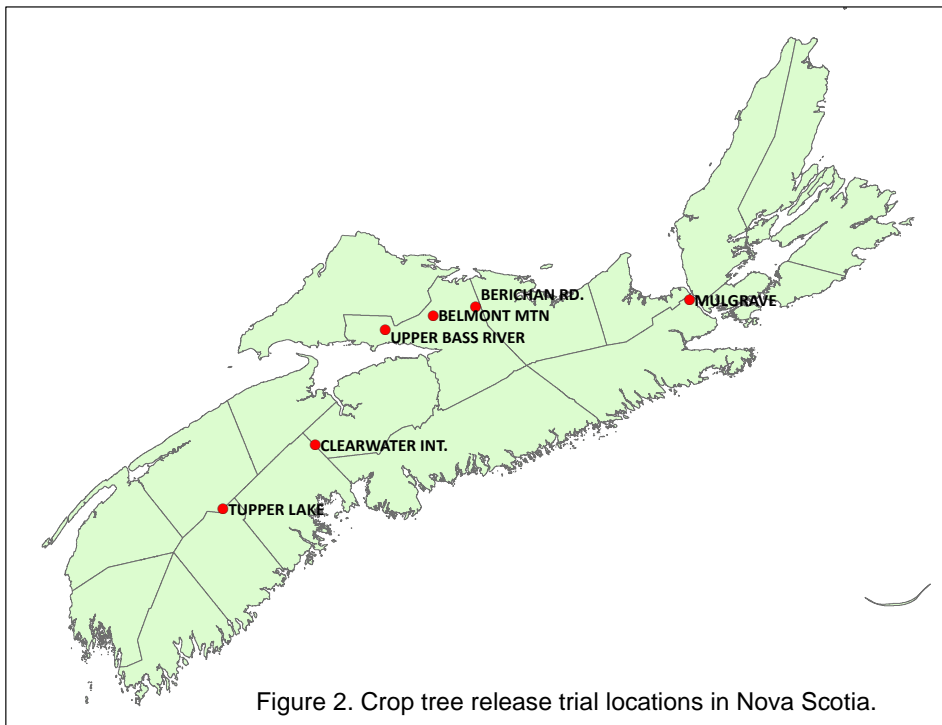 BERICHAN RD.
MULGRAVE
BELMONT MTN
UPPER BASS RIVER
CLEARWATER INT.
TUPPER LAKE
Figure 2. Crop tree release trial locations in Nova Scotia.